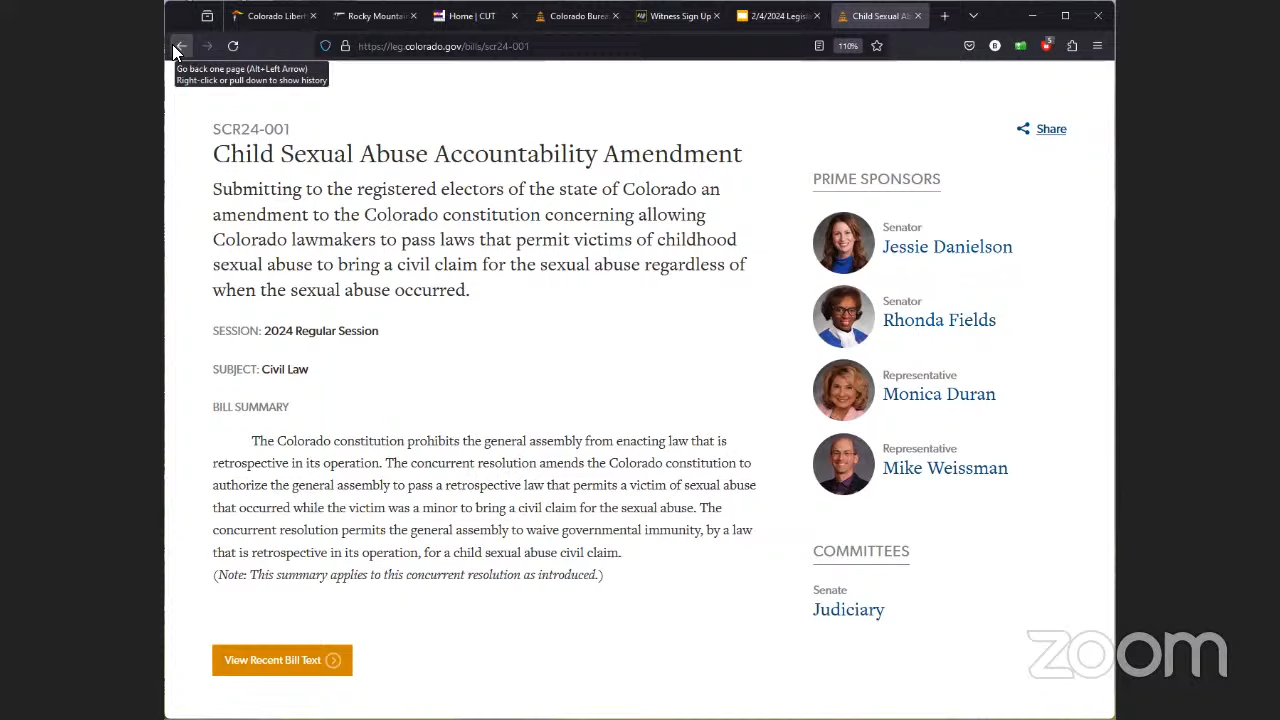 Colorado Libert
Rocky Mountain
Home | CUT
Colorado Burea
Witness Sign Up
2/4/2024 Legisl
Child Sexual Ab
https://leg.colorado.gov/bills/scr24-001
110%
5
Go back one page (Alt+Left Arrow)
Right-click or pull down to show history
SCR24-001
Share
Child Sexual Abuse Accountability Amendment
Submitting to the registered electors of the state of Colorado an
amendment to the Colorado constitution concerning allowing
Colorado lawmakers to pass laws that permit victims of childhood
sexual abuse to bring a civil claim for the sexual abuse regardless of
when the sexual abuse occurred.
SESSION: 2024 Regular Session
SUBJECT: Civil Law
BILL SUMMARY
The Colorado constitution prohibits the general assembly from enacting law that is
retrospective in its operation. The concurrent resolution amends the Colorado constitution to
authorize the general assembly to pass a retrospective law that permits a victim of sexual abuse
that occurred while the victim was a minor to bring a civil claim for the sexual abuse. The
concurrent resolution permits the general assembly to waive governmental immunity, by a law
that is retrospective in its operation, for a child sexual abuse civil claim.
(Note: This summary applies to this concurrent resolution as introduced.)
View Recent Bill Text
PRIME SPONSORS
Senator
Jessie Danielson
Senator
Rhonda Fields
Representative
Monica Duran
Representative
Mike Weissman
COMMITTEES
Senate
Judiciary
zoom